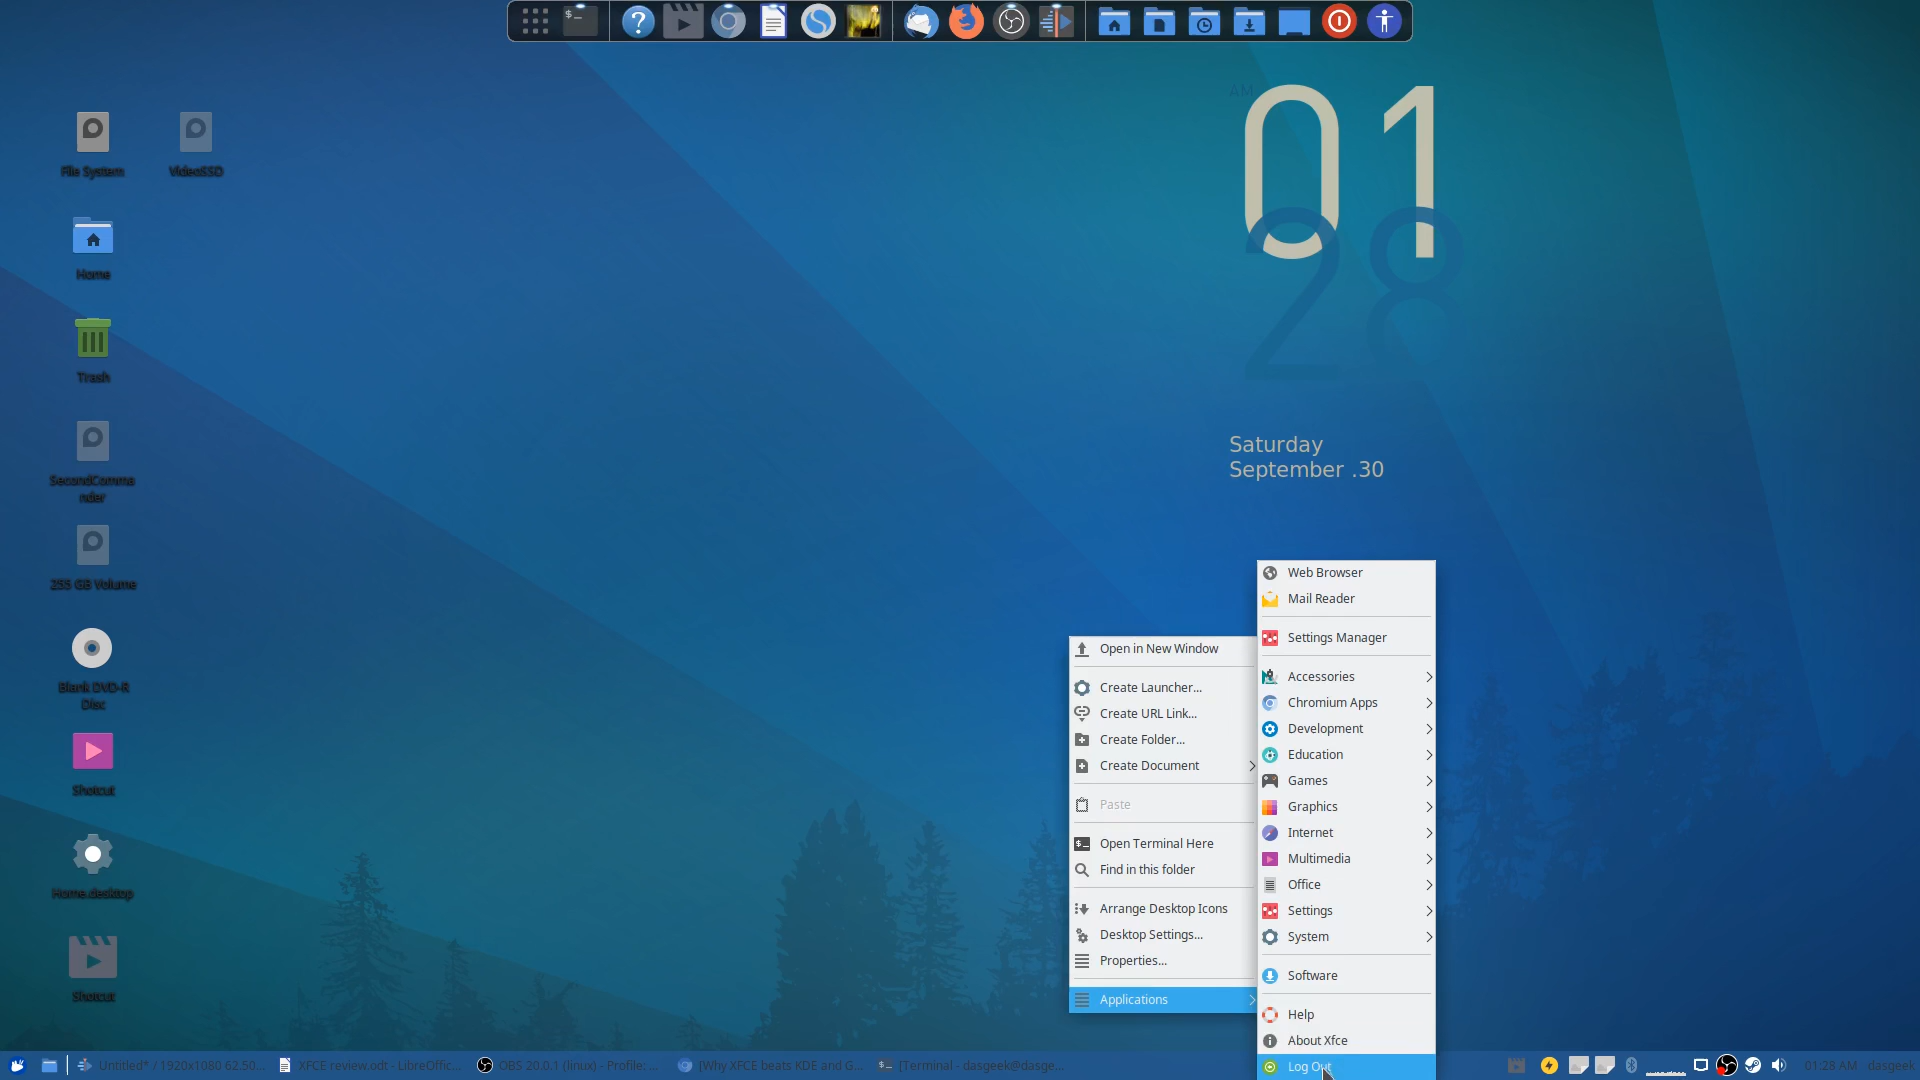 $_
?
AM
01
28
Saturday
September .30
File System
VideoSSD
Home
Trash
SecondComma
nder
255 GB Volume
Blank DVD-R
Disc
Shotcut
Home.desktop
Shotcut
Open in New Window
Create Launcher...
Create URL Link...
Create Folder...
Create Document
Paste
Open Terminal Here
Find in this folder
Arrange Desktop Icons
Desktop Settings...
Properties...
Applications
Web Browser
Mail Reader
Settings Manager
Accessories
Chromium Apps
Development
Education
Games
Graphics
Internet
Multimedia
Office
Settings
System
Software
Help
About Xfce
Log Out
Untitled* / 1920x1080 62.50...
XFCE review.odt - LibreOffic...
OBS 20.0.1 (linux) - Profile: ...
[Why XFCE beats KDE and G...
[Terminal - dasgeek@dasge...
01:28 AM
dasgeek